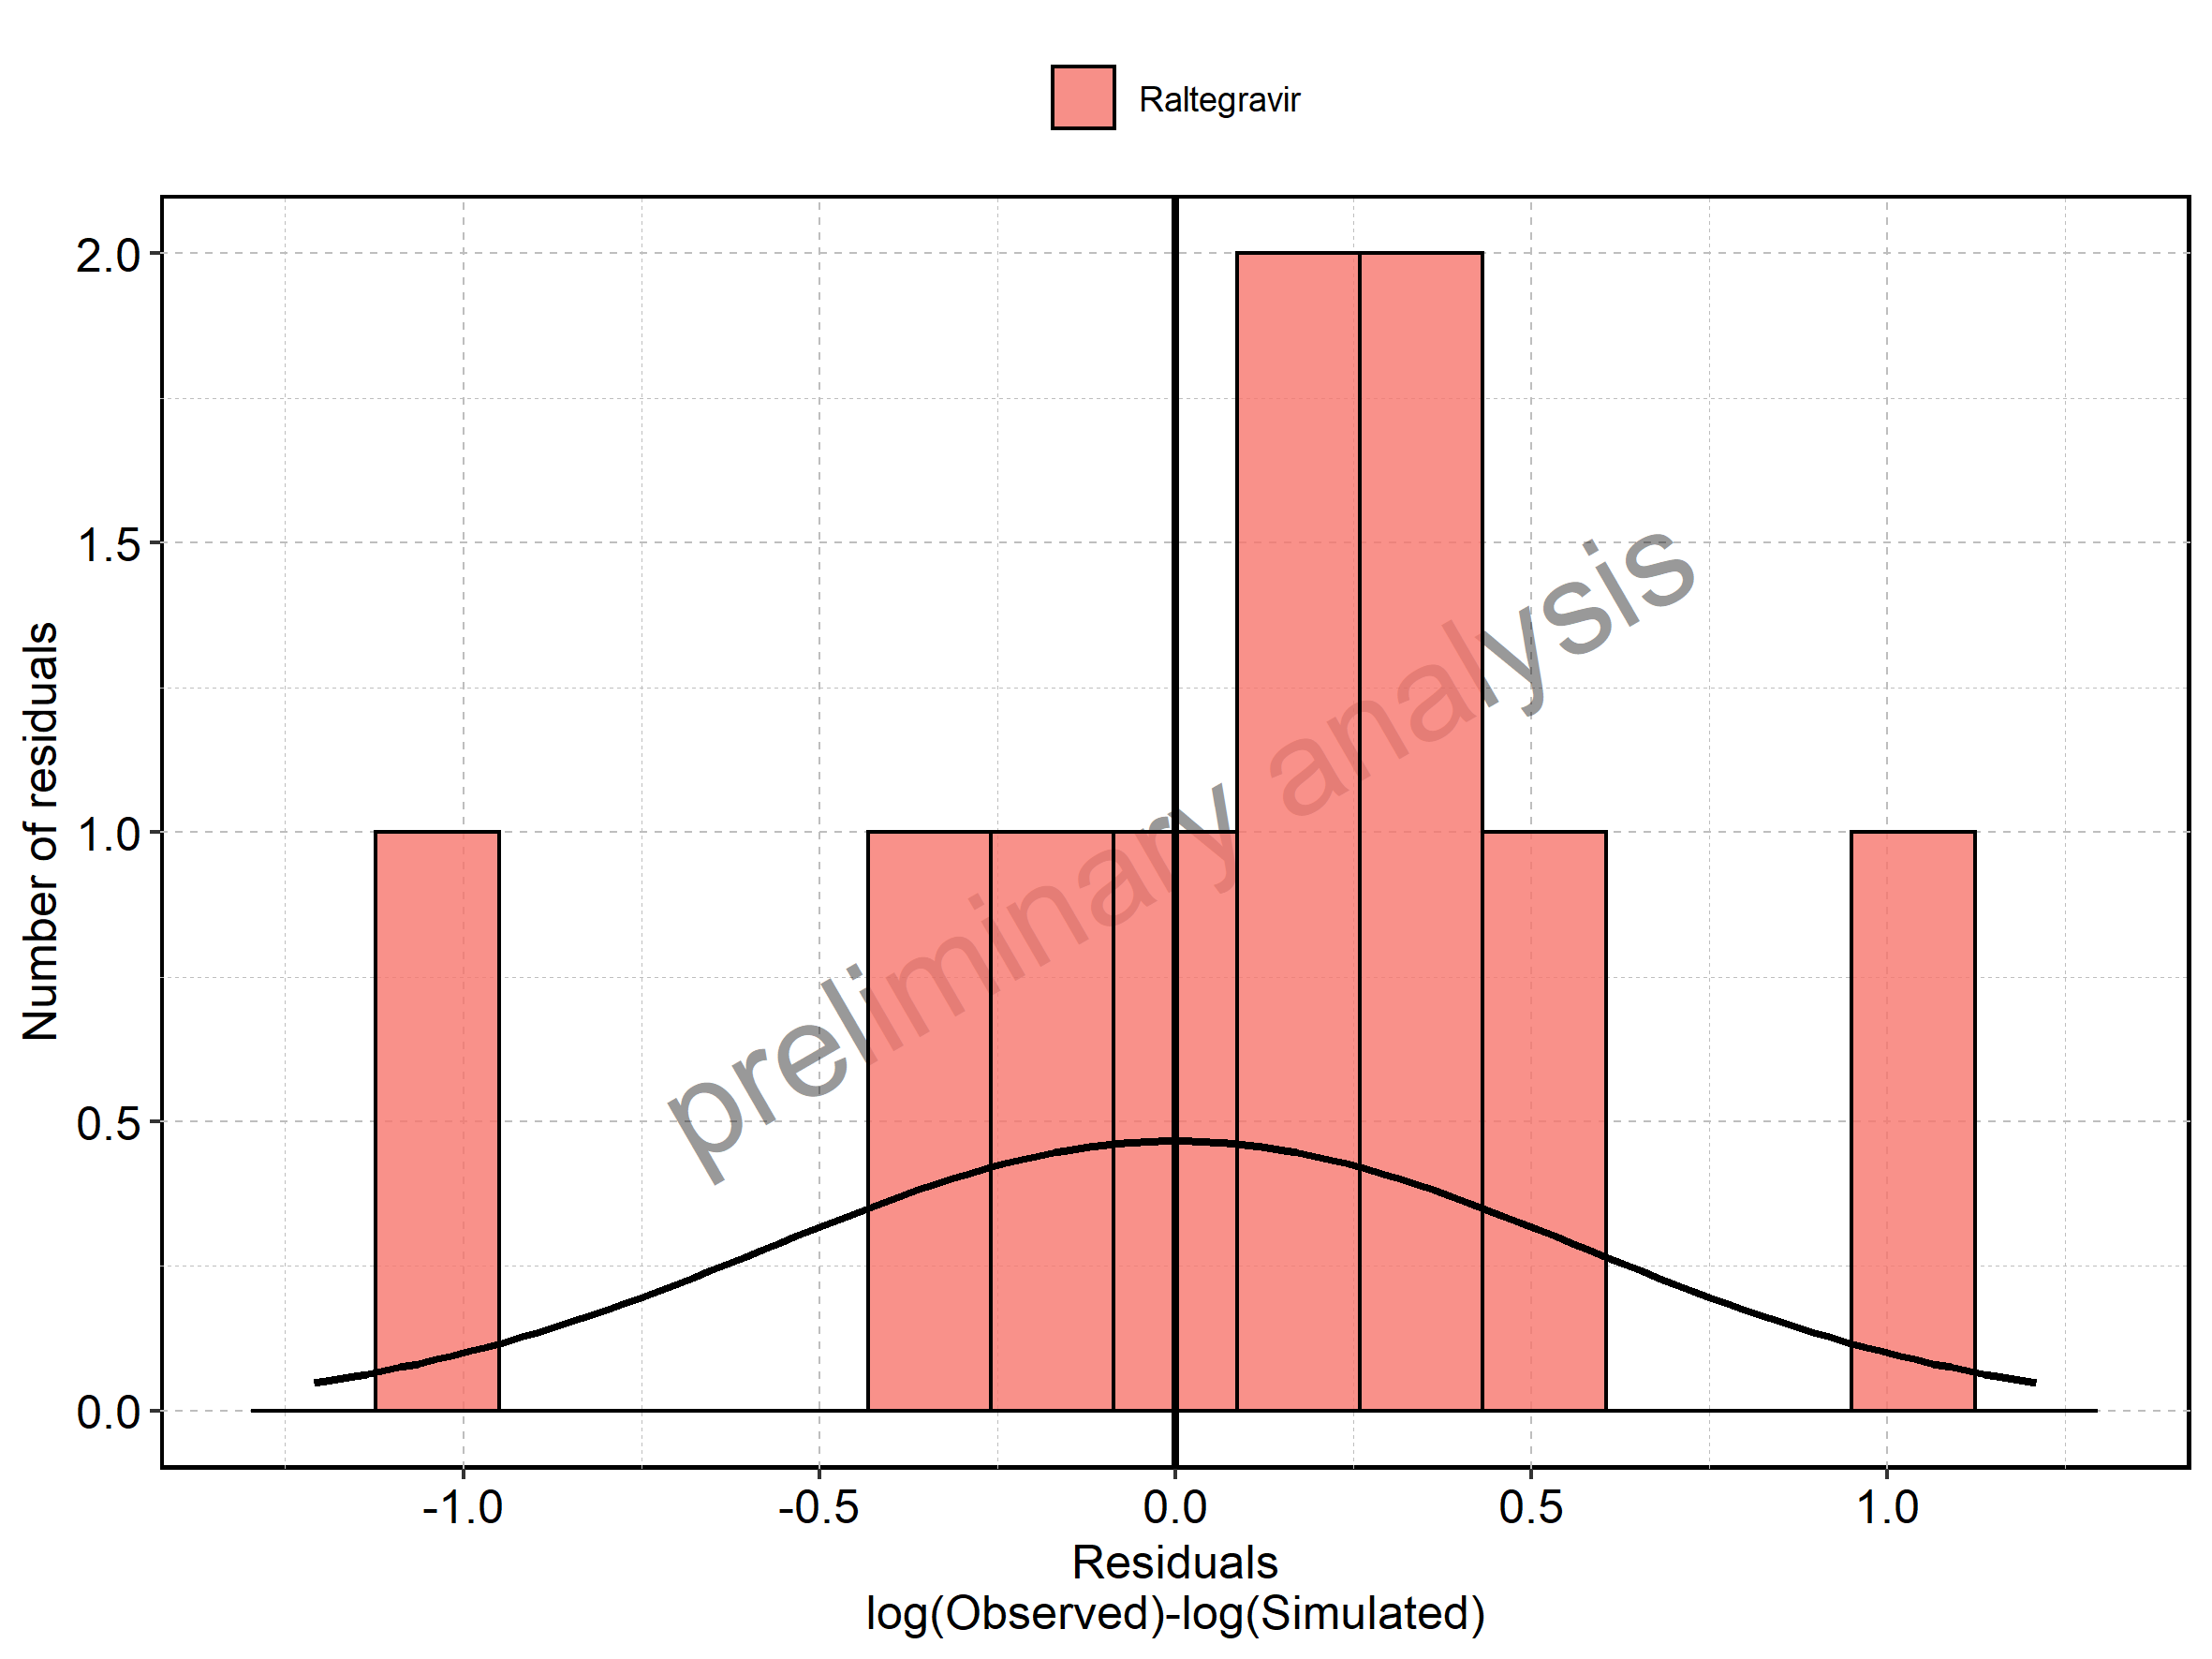 Raltegravir
2.0
1.5
1.0
0.5
0.0
Number of residuals
preliminary analysis
-1.0
-0.5
0.0
0.5
1.0
Residuals
log(Observed)-log(Simulated)